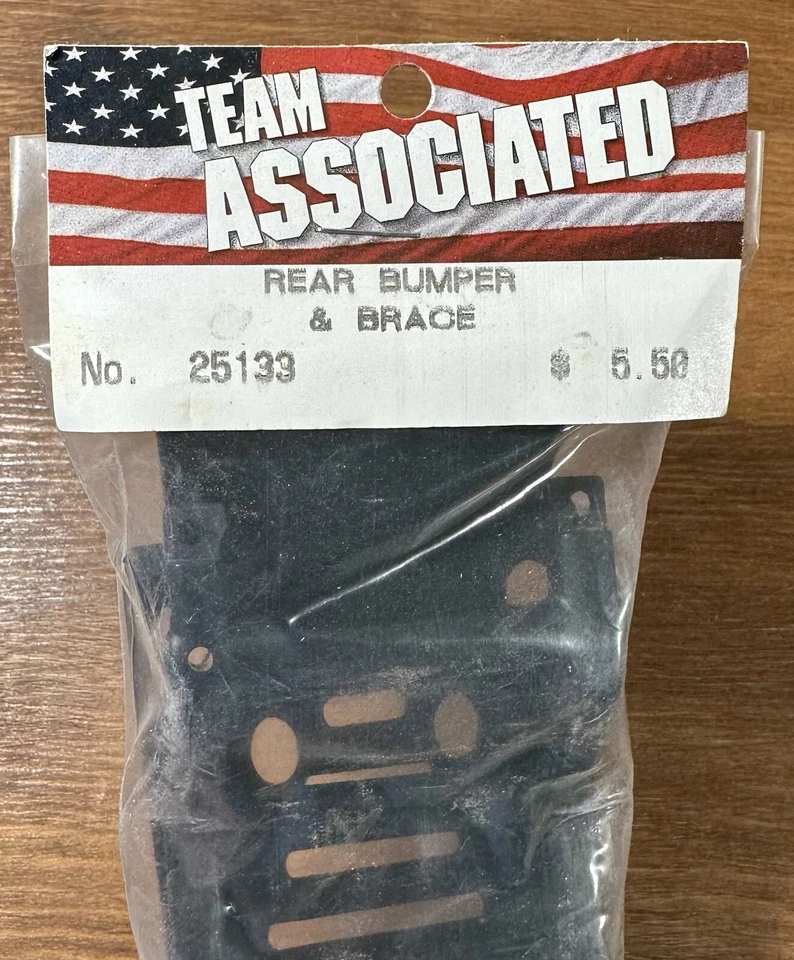 TEAM
ASSOCIATED
REAR BUMPER
& BRACE
No. 25133 $ 5.50